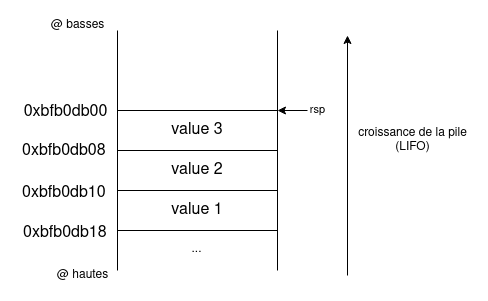 @ basses
0xbfb0db00
rsp
value 3
croissance de la pile
(LIFO)
0xbfb0db08
value 2
0xbfb0db10
value 1
0xbfb0db18
...
@ hautes